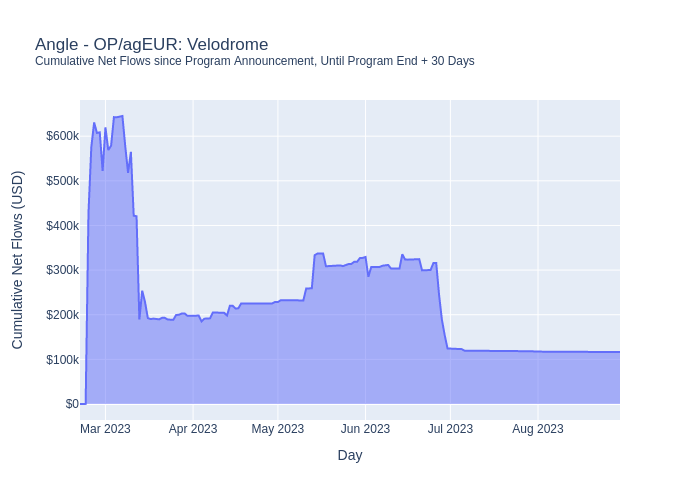 Angle - OP/agEUR: Velodrome
Cumulative Net Flows since Program Announcement, Until Program End + 30 Days
Cumulative Net Flows (USD)
$600k
$500k
$400k
$300k
$200k
$100k
$0
Mar 2023
Apr 2023
May 2023
Jun 2023
Jul 2023
Aug 2023
Day